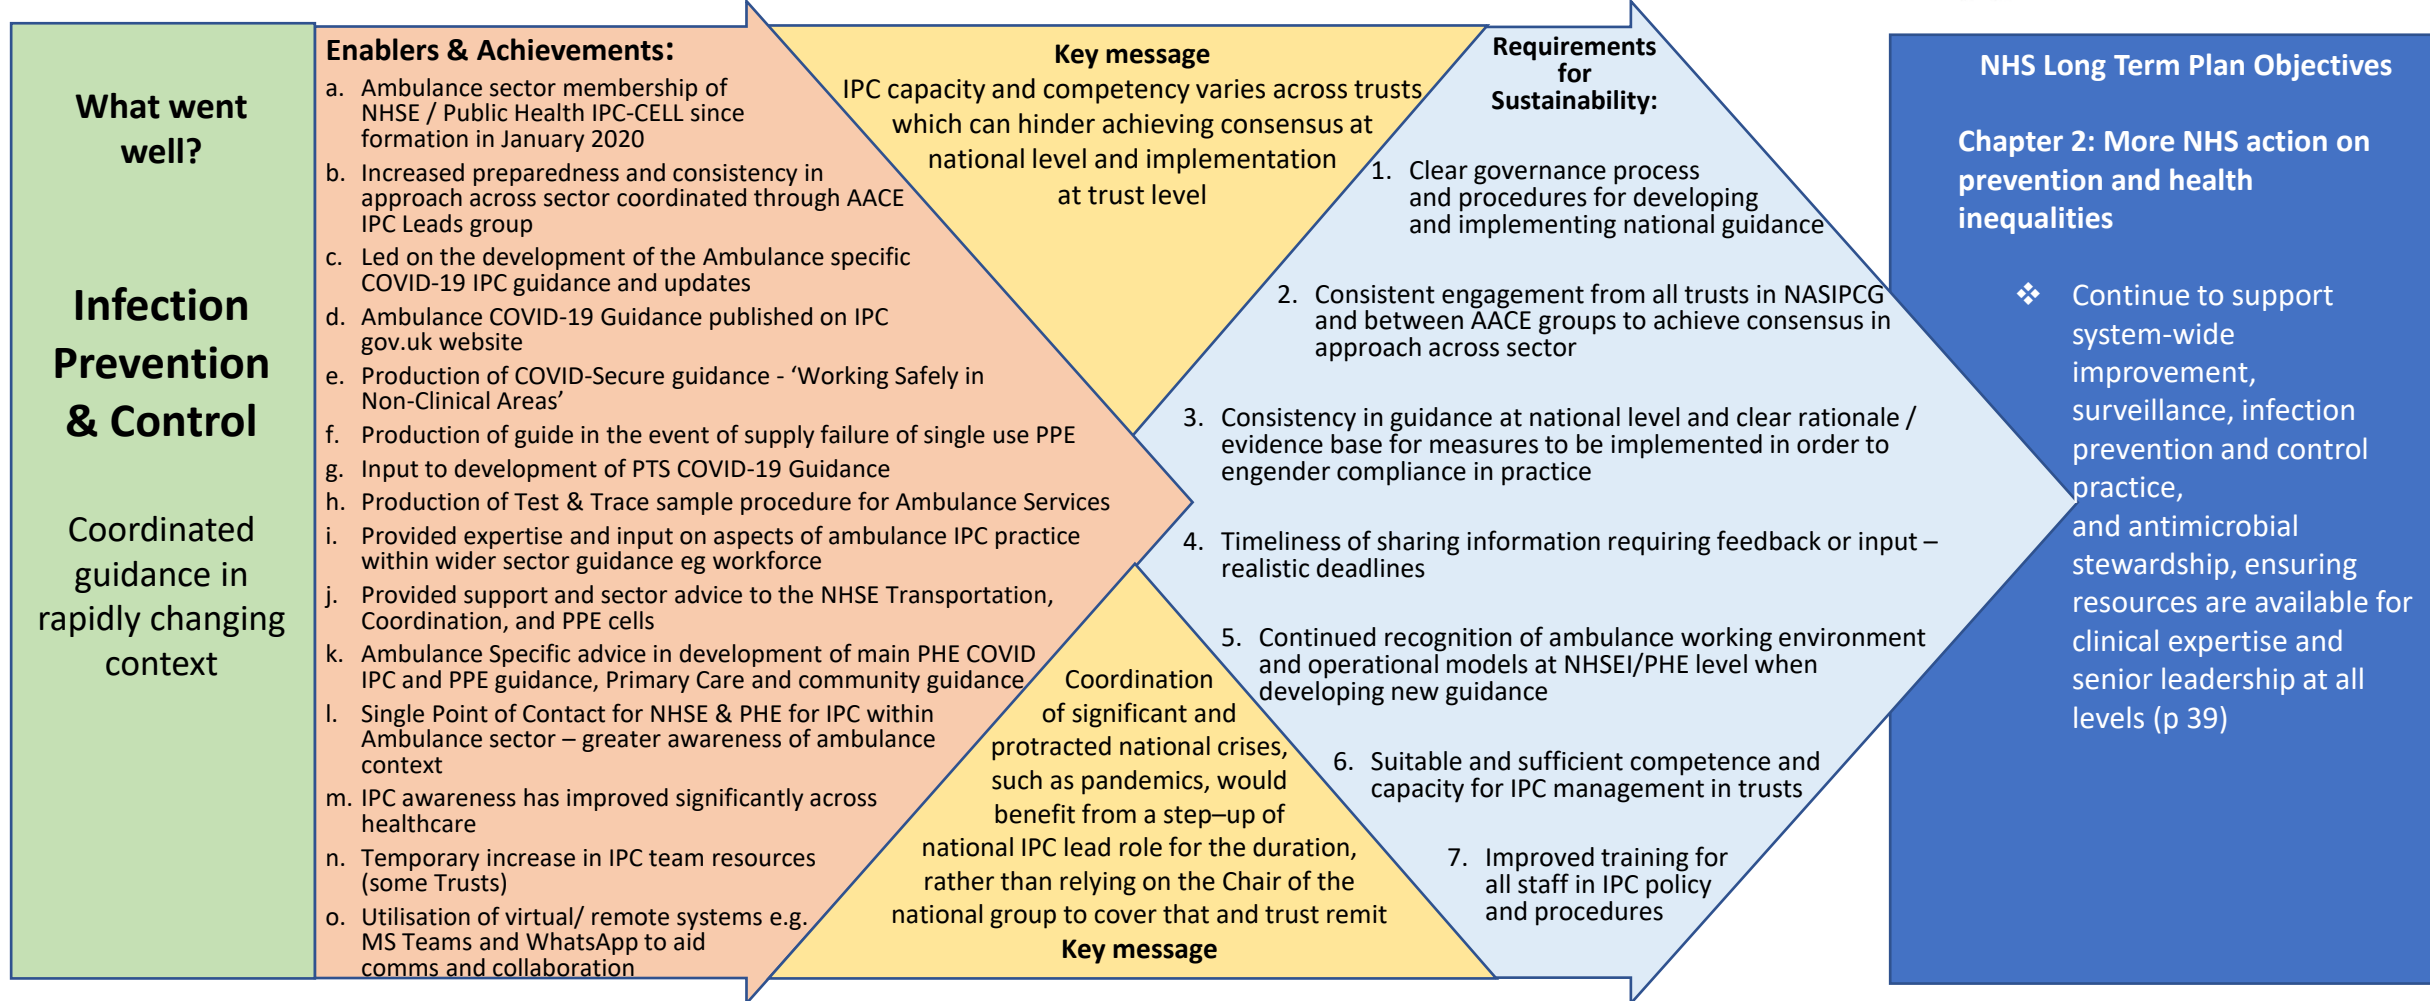 What went
well?
Infection
Prevention
& Control
Coordinated
guidance in
rapidly changing
context
Enablers & Achievements:
a. Ambulance sector membership of
NHSE / Public Health IPC-CELL since
formation in January 2020
b. Increased preparedness and consistency in
approach across sector coordinated through AACE
IPC Leads group
c. Led on the development of the Ambulance specific
COVID-19 IPC guidance and updates
d. Ambulance COVID-19 Guidance published on IPC
gov.uk website
e. Production of COVID-Secure guidance - ‘Working Safely in
Non-Clinical Areas’
f. Production of guide in the event of supply failure of single use PPE
g. Input to development of PTS COVID-19 Guidance
h. Production of Test & Trace sample procedure for Ambulance Services
i. Provided expertise and input on aspects of ambulance IPC practice
within wider sector guidance eg workforce
j. Provided support and sector advice to the NHSE Transportation,
Coordination, and PPE cells
k. Ambulance Specific advice in development of main PHE COVID
IPC and PPE guidance, Primary Care and community guidance
l. Single Point of Contact for NHSE & PHE for IPC within
Ambulance sector – greater awareness of ambulance
context
m. IPC awareness has improved significantly across
healthcare
n. Temporary increase in IPC team resources
(some Trusts)
o. Utilisation of virtual/ remote systems e.g.
MS Teams and WhatsApp to aid
comms and collaboration
Key message
IPC capacity and competency varies across trusts
which can hinder achieving consensus at
national level and implementation
at trust level
Coordination
of significant and
protracted national crises,
such as pandemics, would
benefit from a step–up of
national IPC lead role for the duration,
rather than relying on the Chair of the
national group to cover that and trust remit
Key message
Requirements
for
Sustainability:
1. Clear governance process
and procedures for developing
and implementing national guidance
2. Consistent engagement from all trusts in NASIPCG
and between AACE groups to achieve consensus in
approach across sector
3. Consistency in guidance at national level and clear rationale /
evidence base for measures to be implemented in order to
engender compliance in practice
4. Timeliness of sharing information requiring feedback or input –
realistic deadlines
5. Continued recognition of ambulance working environment
and operational models at NHSEI/PHE level when
developing new guidance
6. Suitable and sufficient competence and
capacity for IPC management in trusts
7. Improved training for
all staff in IPC policy
and procedures
NHS Long Term Plan Objectives
Chapter 2: More NHS action on
prevention and health
inequalities
❖ Continue to support
system-wide
improvement,
surveillance, infection
prevention and control
practice,
and antimicrobial
stewardship, ensuring
resources are available for
clinical expertise and
senior leadership at all
levels (p 39)